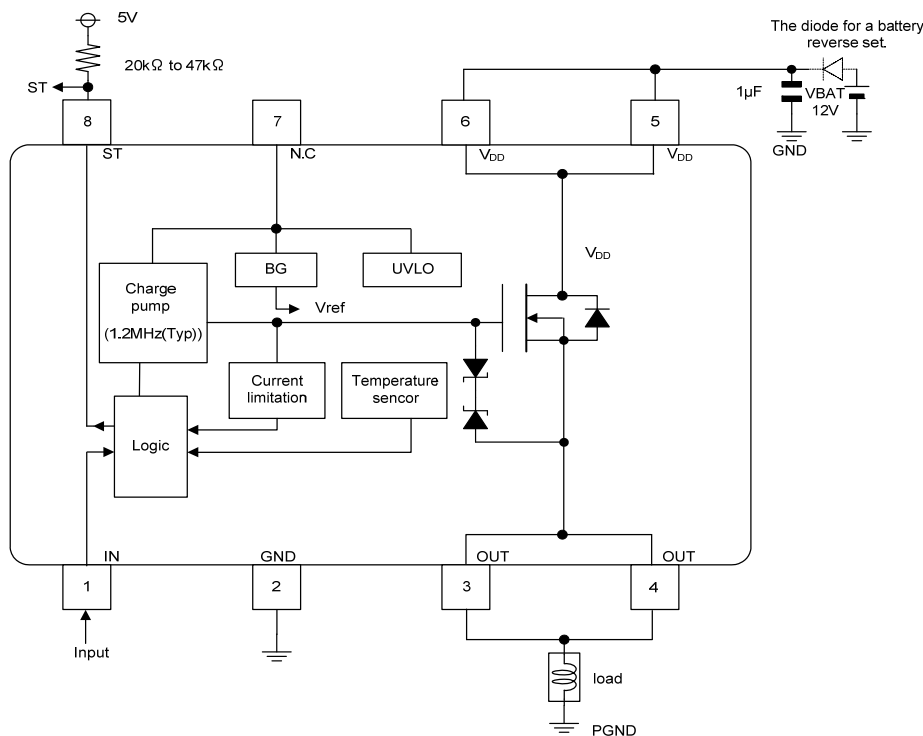 5V
The diode for a battery
reverse set.
20kΩ to 47kΩ
ST
1μF
VBAT
12V
GND
8
7
6
5
ST
N.C
VDD
VDD
VDD
BG
UVLO
Charge
pump
(1.2MHz(Typ))
Vref
Current
limitation
Temperature
sencor
Logic
IN
GND
OUT
OUT
1
2
3
4
Input
load
PGND